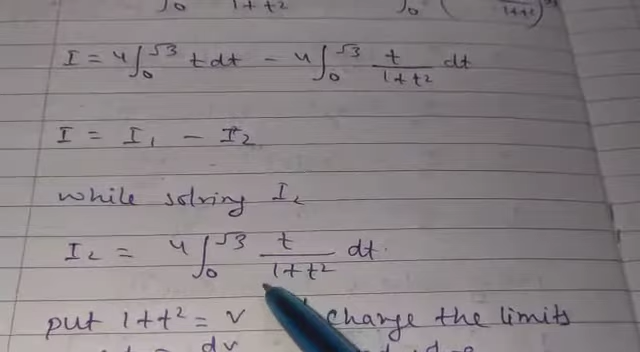 I = 4∫₀^√3 t dt − 4∫₀^√3 t/(1+t²) dt
I = I₁ − I₂
while solving I₂
I₂ = 4∫₀^√3 t/(1+t²) dt.
put 1+t² = v change the limits
dv